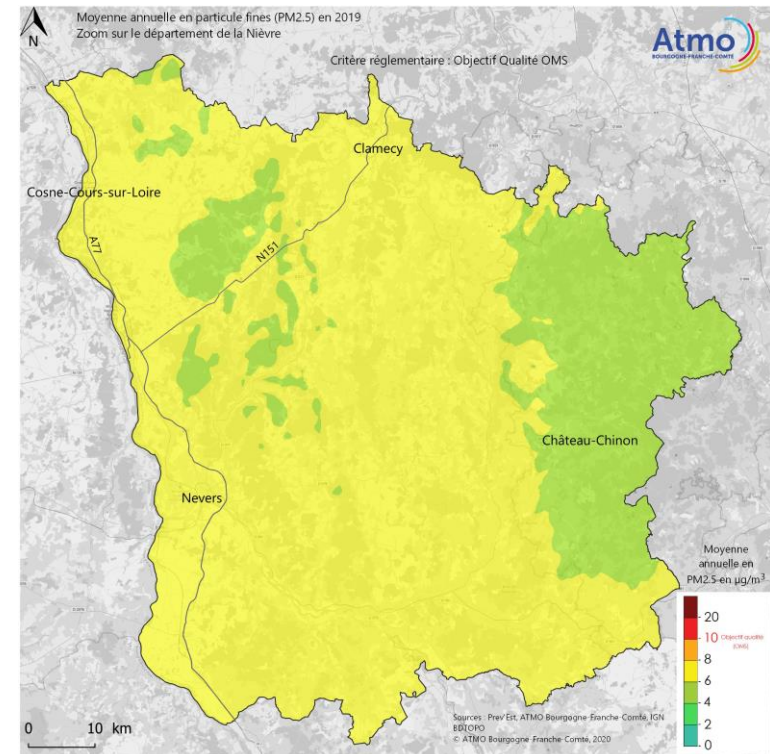 Moyenne annuelle en particule fines (PM2.5) en 2019
Zoom sur le département de la Nièvre
N
Critère réglementaire : Objectif Qualité OMS
Atmo
BOURGOGNE-FRANCHE-COMTÉ
Clamecy
Cosne-Cours-sur-Loire
A77
N151
Château-Chinon
Nevers
Moyenne
annuelle en
PM2.5 en µg/m³
20
10 Objectif qualité
(OMS)
8
6
4
2
0
0 10 km
Sources : Prev'Est, ATMO Bourgogne-Franche-Comté, IGN
BDTOPO
© ATMO Bourgogne-Franche-Comté, 2020